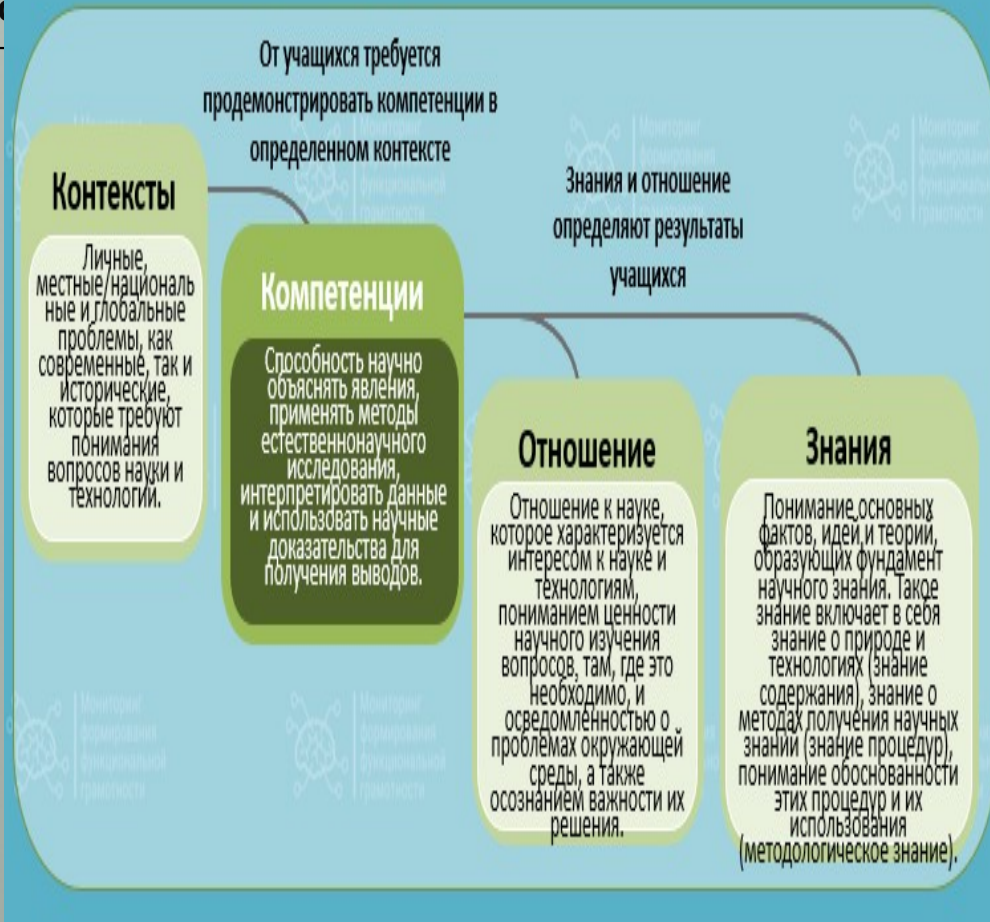 От учащихся требуется
продемонстрировать компетенции в
определенном контексте
Контексты
Личные,
местные/националь
ные и глобальные
проблемы, как
современные, так и
исторические,
которые требуют
понимания
вопросов науки и
технологий.
Компетенции
Способность научно
объяснять явления,
применять методы
естественнонаучного
исследования,
интерпретировать данные
и использовать научные
доказательства для
получения выводов.
Знания и отношение
определяют результаты
учащихся
Отношение
Отношение к науке,
которое характеризуется
интересом к науке и
технологиям,
пониманием ценности
научного изучения
вопросов, там, где это
необходимо, и
осведомленностью о
проблемах окружающей
среды, а также
осознанием важности их
решения.
Знания
Понимание основных
фактов, идей и теорий,
образующих фундамент
научного знания. Такое
знание включает в себя
знание о природе и
технологиях (знание
содержания), знание о
методах получения научных
знаний (знание процедур),
понимание обоснованности
этих процедур и их
использования
(методологическое знание).
Мониторинг
формирования
функциональной
грамотности